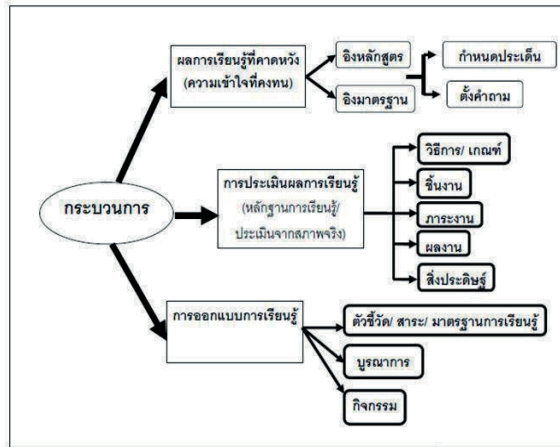 กระบวนการ
ผลการเรียนรู้ที่คาดหวัง
(ความเข้าใจที่คงทน)
อิงหลักสูตร
อิงมาตรฐาน
กำหนดประเด็น
ตั้งคำถาม
การประเมินผลการเรียนรู้
(หลักฐานการเรียนรู้/
ประเมินจากสภาพจริง)
วิธีการ/ เกณฑ์
ชิ้นงาน
ภาระงาน
ผลงาน
สิ่งประดิษฐ์
การออกแบบการเรียนรู้
ตัวชี้วัด/ สาระ/ มาตรฐานการเรียนรู้
บูรณาการ
กิจกรรม